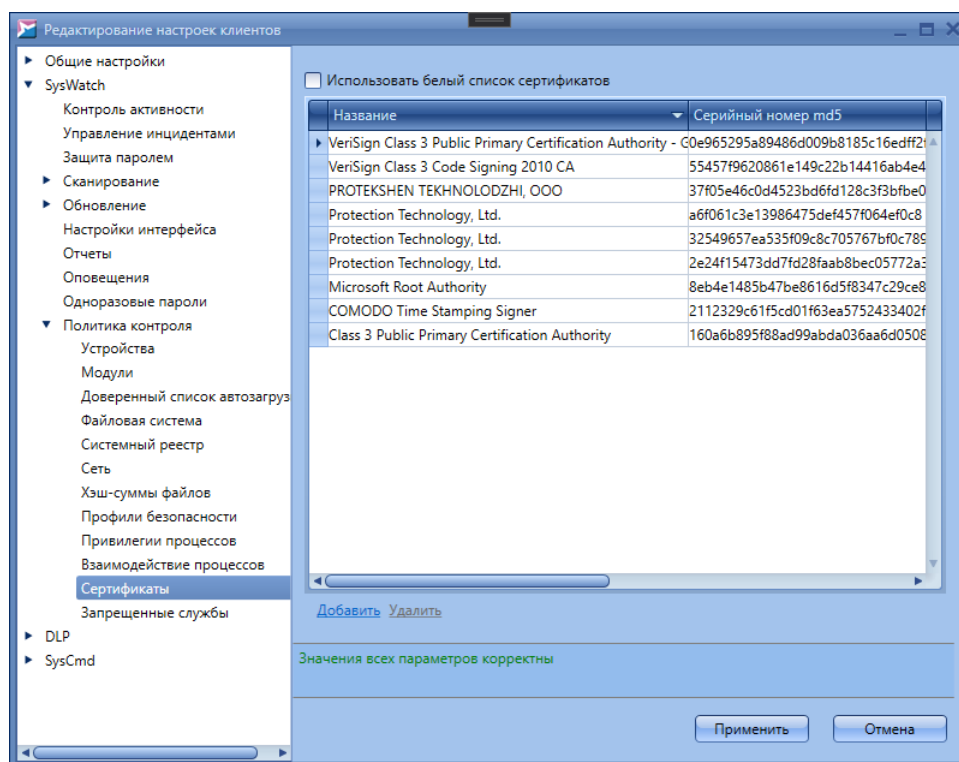 Редактирование настроек клиентов
Общие настройки
SysWatch
Контроль активности
Управление инцидентами
Защита паролем
Сканирование
Обновление
Настройки интерфейса
Отчеты
Оповещения
Одноразовые пароли
Политика контроля
Устройства
Модули
Доверенный список автозагруз
Файловая система
Системный реестр
Сеть
Хэш-суммы файлов
Профили безопасности
Привилегии процессов
Взаимодействие процессов
Сертификаты
Запрещенные службы
DLP
SysCmd
Использовать белый список сертификатов
Название Серийный номер md5
VeriSign Class 3 Public Primary Certification Authority - G 0e965295a89486d009b8185c16edff2
VeriSign Class 3 Code Signing 2010 CA 55457f9620861e149c22b14416ab4e4
PROTEKSHEN TEKHNOLODZHI, OOO 37f05e46c0d4523bd6fd128c3f3bfbe0
Protection Technology, Ltd. a6f061c3e13986475def457f064ef0c8
Protection Technology, Ltd. 32549657ea535f09c8c705767bf0c789
Protection Technology, Ltd. 2e24f15473dd7fd28faab8bec05772a3
Microsoft Root Authority 8eb4e1485b47be8616d5f8347c29ce8
COMODO Time Stamping Signer 2112329c61f5cd01f63ea5752433402f
Class 3 Public Primary Certification Authority 160a6b895f88ad99abda036aa6d0508
Добавить Удалить
Значения всех параметров корректны
Применить Отмена